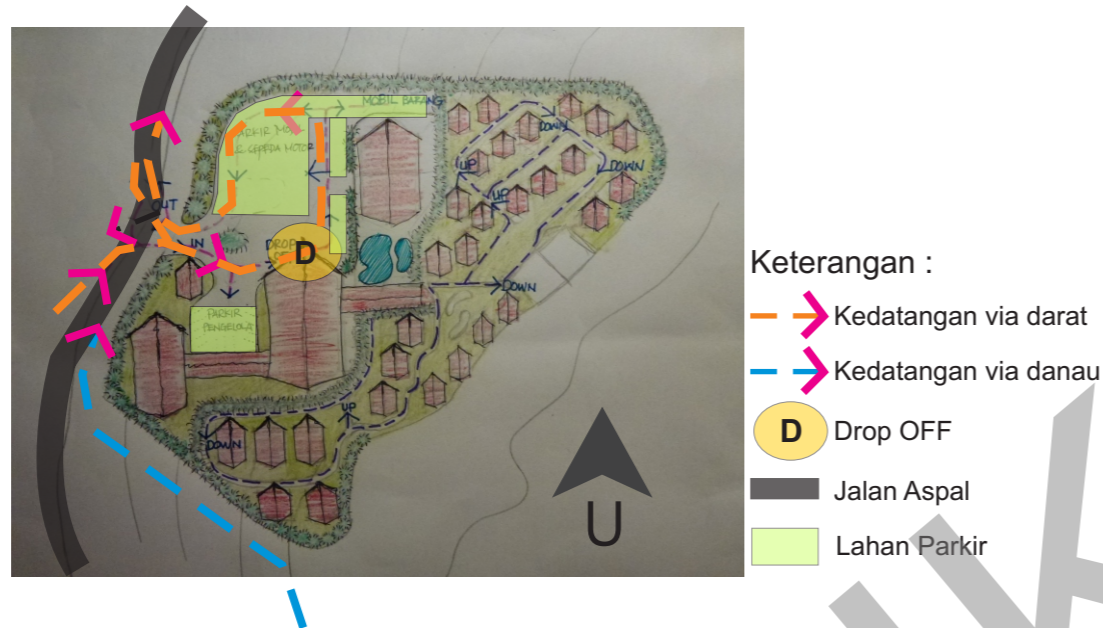 MOBIL BARANG
PARKIR MOBIL
& SEPEDA MOTOR
DOWN
UP
DOWN
UP
OUT
IN
DROP
D
DOWN
PARKIR
PENGELOLA
UP
DOWN
U
Keterangan :
Kedatangan via darat
Kedatangan via danau
D Drop OFF
Jalan Aspal
Lahan Parkir